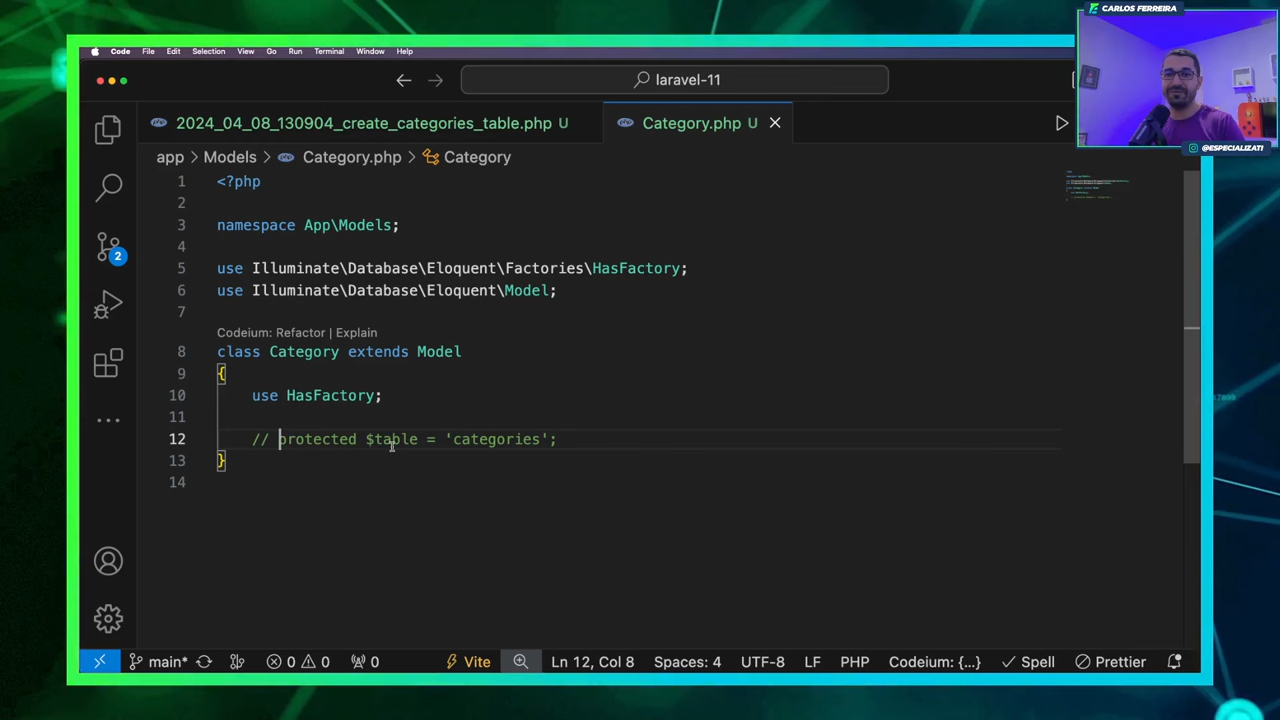 CARLOS FERREIRA
@ESPECIALIZATI
Code File Edit Selection View Go Run Terminal Window Help
laravel-11
2024_04_08_130904_create_categories_table.php U
Category.php U
app > Models > Category.php > Category
1 <?php
2
3 namespace App\Models;
4
5 use Illuminate\Database\Eloquent\Factories\HasFactory;
6 use Illuminate\Database\Eloquent\Model;
7
Codeium: Refactor | Explain
8 class Category extends Model
9 {
10 use HasFactory;
11
12 // protected $table = 'categories';
13 }
14
2
main* 0 0 0 Vite Ln 12, Col 8 Spaces: 4 UTF-8 LF PHP Codeium: {...} Spell Prettier